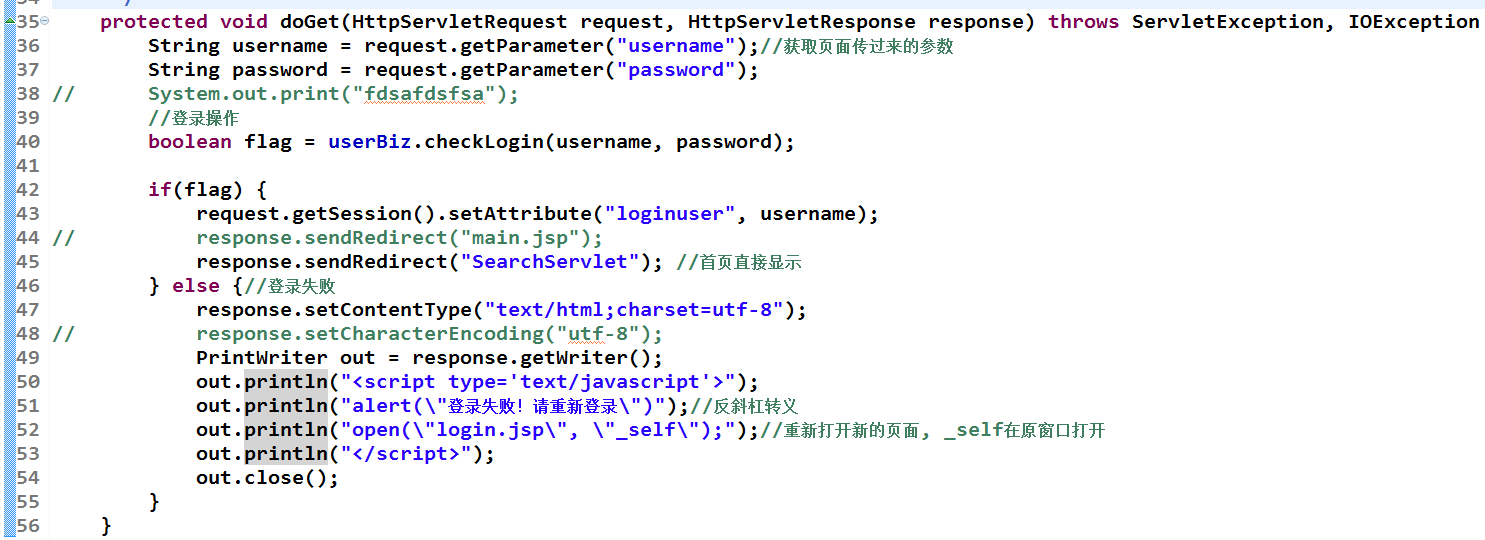 35 protected void doGet(HttpServletRequest request, HttpServletResponse response) throws ServletException, IOException
36 String username = request.getParameter("username");//获取页面传过来的参数
37 String password = request.getParameter("password");
38 // System.out.print("fdsafdsfsa");
39 //登录操作
40 boolean flag = userBiz.checkLogin(username, password);
41
42 if(flag) {
43 request.getSession().setAttribute("loginuser", username);
44 // response.sendRedirect("main.jsp");
45 response.sendRedirect("SearchServlet"); //首页直接显示
46 } else {//登录失败
47 response.setContentType("text/html;charset=utf-8");
48 // response.setCharacterEncoding("utf-8");
49 PrintWriter out = response.getWriter();
50 out.println("<script type='text/javascript'>");
51 out.println("alert(\"登录失败！请重新登录\")");//反斜杠转义
52 out.println("open(\"login.jsp\", \"_self\");");//重新打开新的页面, _self在原窗口打开
53 out.println("</script>");
54 out.close();
55 }
56 }